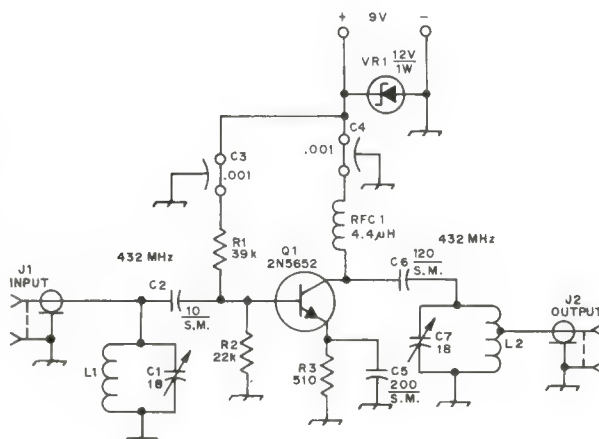 + 9V -
VR1 12V
1W
C4
.001
C3
.001
RFC1
4.4µH
R1
39k
432 MHz
Q1
2N5652
C6 120
S.M.
432 MHz
J1
INPUT
C2
10
S.M.
J2
OUTPUT
L1
C1
18
R2
22k
R3
510
C5
200
S.M.
C7
18
L2